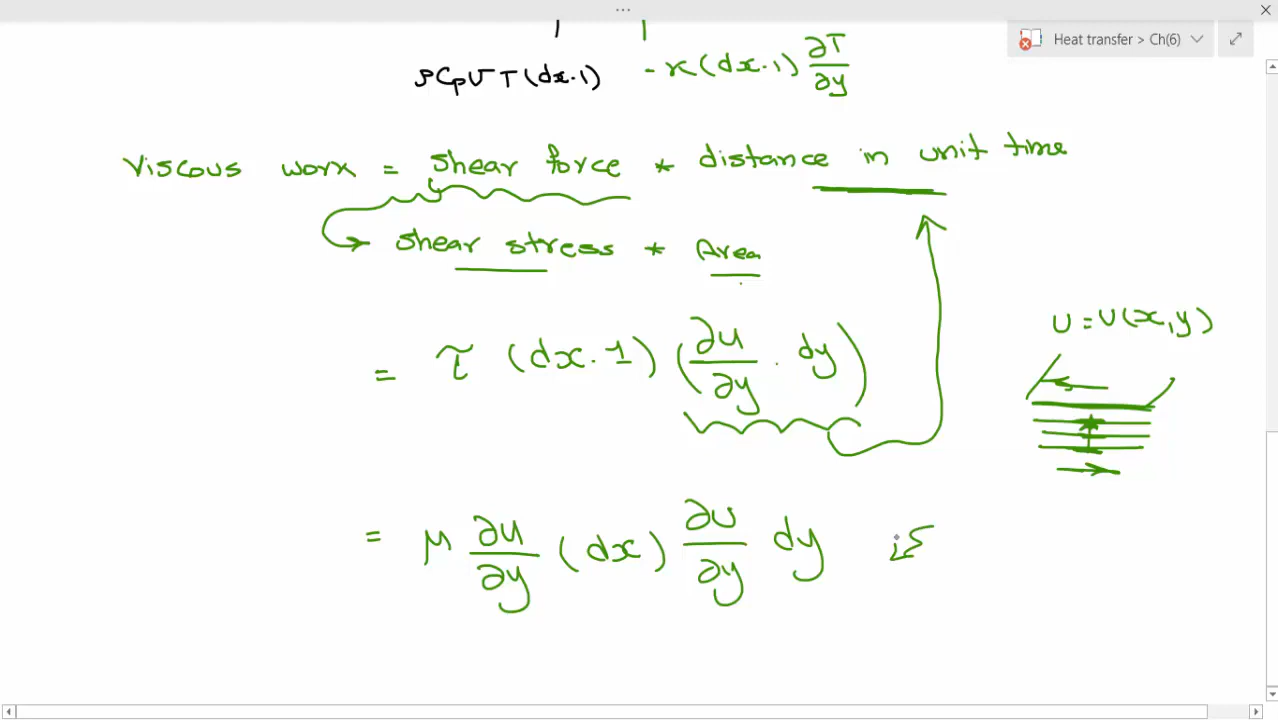 Heat transfer > Ch(6)
ρCpυT(dx·1) -K(dx·1) ∂T/∂y
Viscous work = shear force * distance in unit time
shear stress * Area
U = U(x,y)
= τ (dx·1) (∂u/∂y · dy)
= μ ∂u/∂y (dx) ∂u/∂y dy